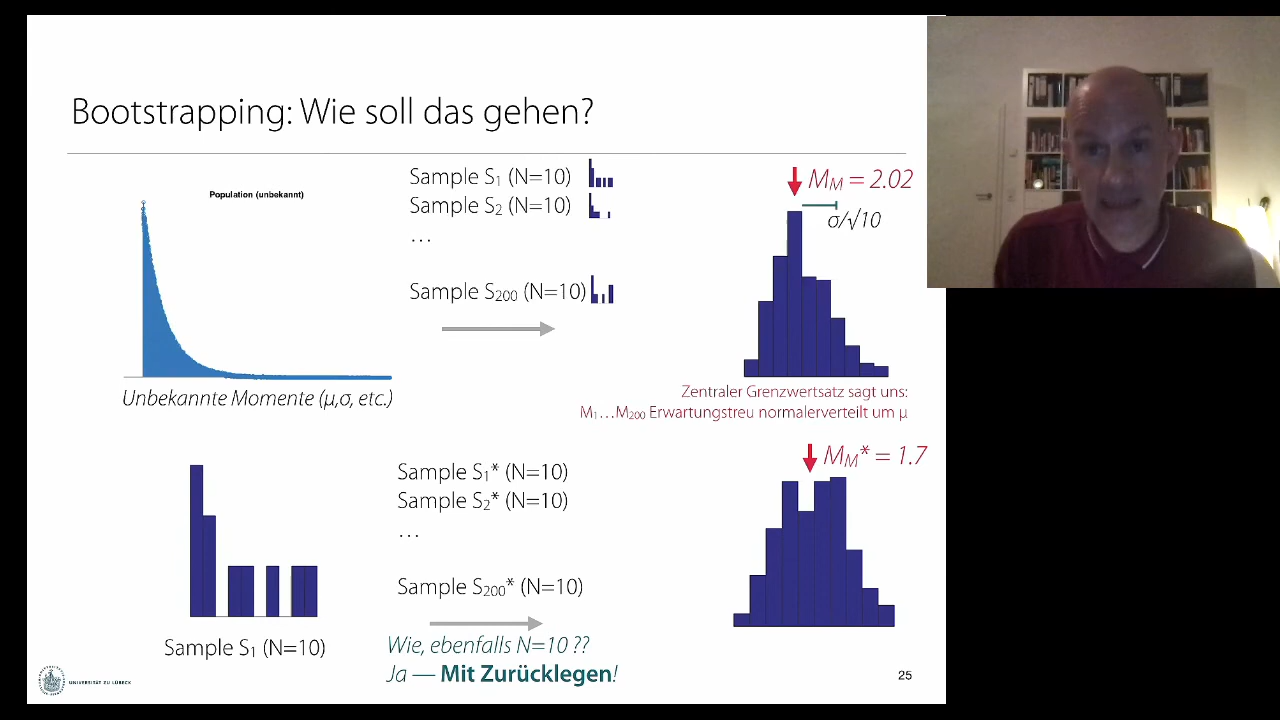 Bootstrapping: Wie soll das gehen?
Population (unbekannt)
Unbekannte Momente (μ,σ, etc.)
Sample S₁ (N=10)
Sample S₂ (N=10)
...
Sample S₂₀₀ (N=10)
M_M = 2.02
σ/√10
Zentraler Grenzwertsatz sagt uns:
M₁…M₂₀₀ Erwartungstreu normalerverteilt um μ
Sample S₁ (N=10)
Sample S₁* (N=10)
Sample S₂* (N=10)
...
Sample S₂₀₀* (N=10)
Wie, ebenfalls N=10 ??
Ja — Mit Zurücklegen!
M_M* = 1.7
UNIVERSITÄT ZU LÜBECK
25